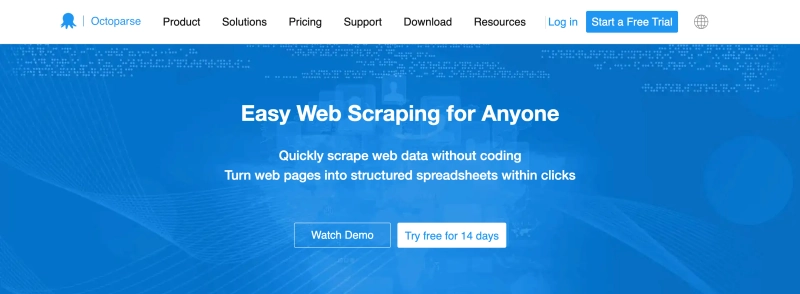 Octoparse Product Solutions Pricing Support Download Resources Log in Start a Free Trial
Easy Web Scraping for Anyone
Quickly scrape web data without coding
Turn web pages into structured spreadsheets within clicks
Watch Demo Try free for 14 days